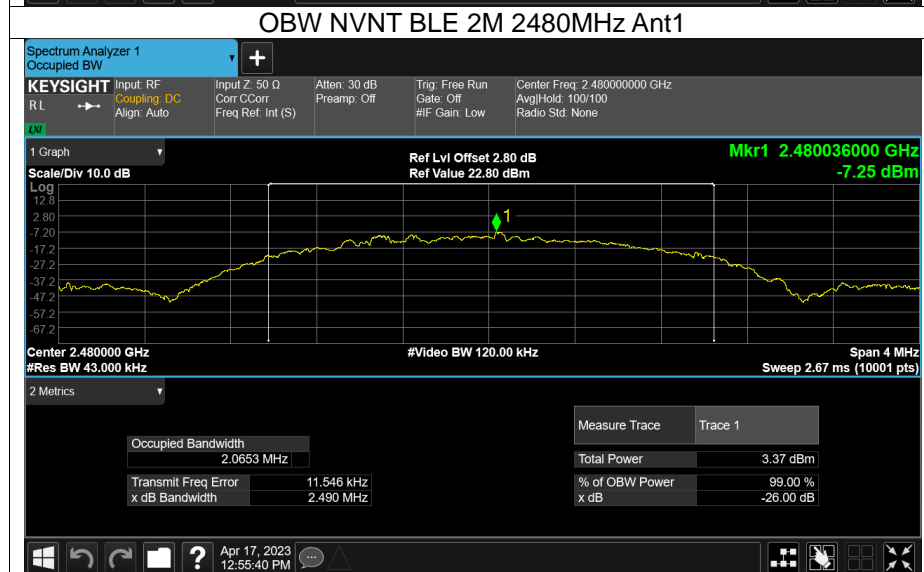 OBW NVNT BLE 2M 2480MHz Ant1
Spectrum Analyzer 1
Occupied BW
+
KEYSIGHT Input: RF Input Z: 50 Ω Atten: 30 dB Trig: Free Run Center Freq: 2.480000000 GHz
R L Coupling: DC Corr CCorr Preamp: Off Gate: Off Avg|Hold: 100/100
Align: Auto Freq Ref: Int (S) #IF Gain: Low Radio Std: None
LXI
1 Graph Ref Lvl Offset 2.80 dB Mkr1 2.480036000 GHz
Scale/Div 10.0 dB Ref Value 22.80 dBm -7.25 dBm
Log
12.8
2.80
1
-7.20
-17.2
-27.2
-37.2
-47.2
-57.2
-67.2
Center 2.480000 GHz #Video BW 120.00 kHz Span 4 MHz
#Res BW 43.000 kHz Sweep 2.67 ms (10001 pts)
2 Metrics
Measure Trace Trace 1
Occupied Bandwidth
2.0653 MHz Total Power 3.37 dBm
Transmit Freq Error 11.546 kHz % of OBW Power 99.00 %
x dB Bandwidth 2.490 MHz x dB -26.00 dB
? Apr 17, 2023
12:55:40 PM